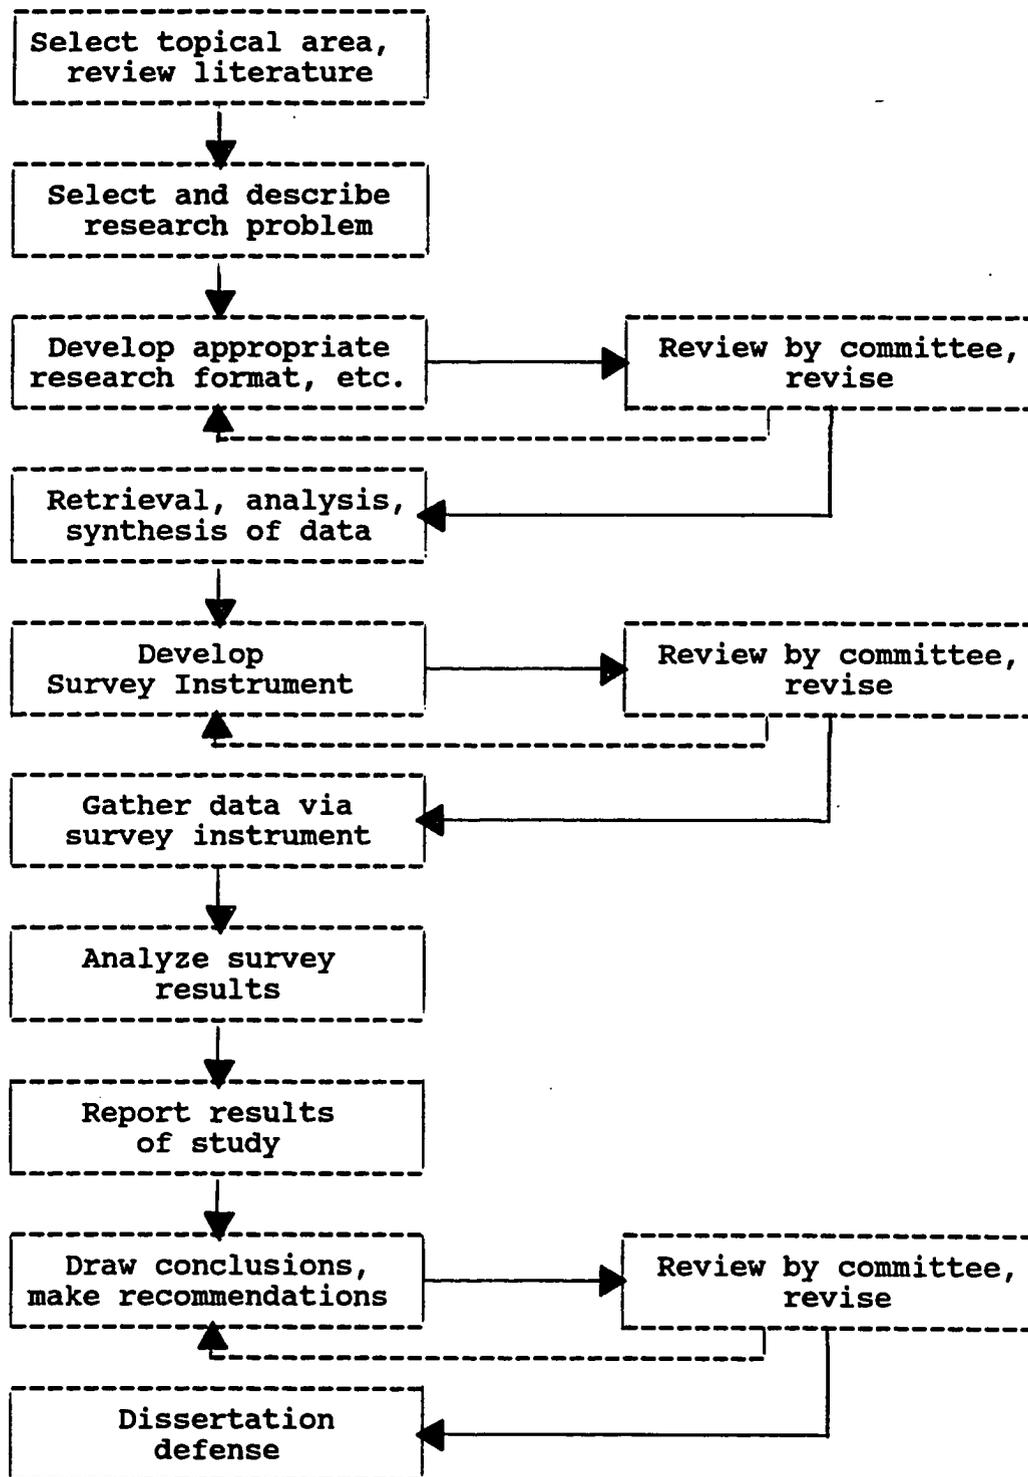 Select topical area,
review literature
Select and describe
research problem
Develop appropriate
research format, etc.
Review by committee,
revise
Retrieval, analysis,
synthesis of data
Develop
Survey Instrument
Review by committee,
revise
Gather data via
survey instrument
Analyze survey
results
Report results
of study
Draw conclusions,
make recommendations
Review by committee,
revise
Dissertation
defense